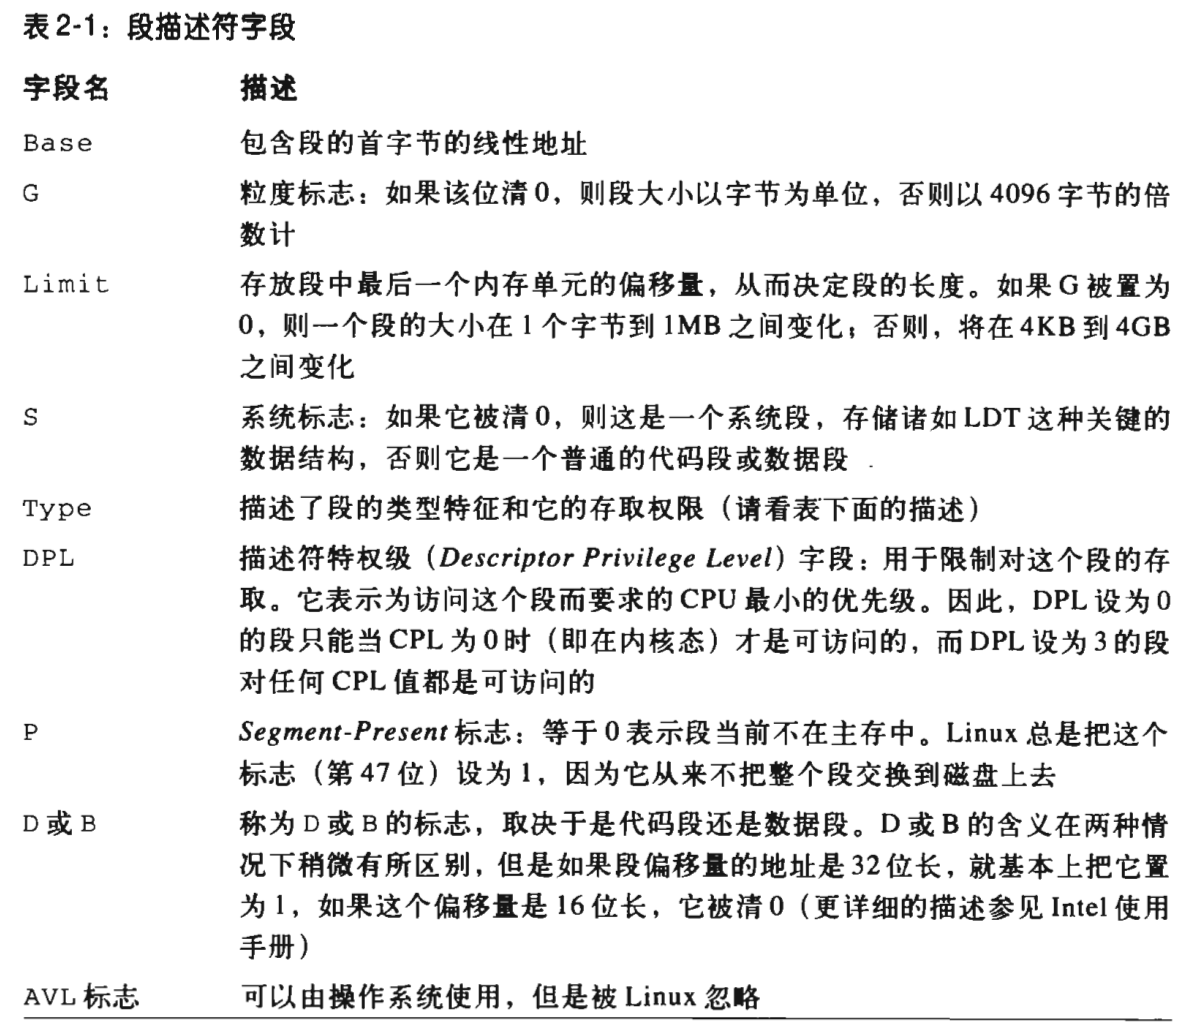 表 2-1：段描述符字段
字段名 描述
Base 包含段的首字节的线性地址
G 粒度标志：如果该位清 0，则段大小以字节为单位，否则以 4096 字节的倍
数计
Limit 存放段中最后一个内存单元的偏移量，从而决定段的长度。如果 G 被置为
0，则一个段的大小在 1 个字节到 1MB 之间变化；否则，将在 4KB 到 4GB
之间变化
S 系统标志：如果它被清 0，则这是一个系统段，存储诸如 LDT 这种关键的
数据结构，否则它是一个普通的代码段或数据段
Type 描述了段的类型特征和它的存取权限（请看表下面的描述）
DPL 描述符特权级（Descriptor Privilege Level）字段：用于限制对这个段的存
取。它表示为访问这个段而要求的 CPU 最小的优先级。因此，DPL 设为 0
的段只能当 CPL 为 0 时（即在内核态）才是可访问的，而 DPL 设为 3 的段
对任何 CPL 值都是可访问的
P Segment-Present 标志：等于 0 表示段当前不在主存中。Linux 总是把这个
标志（第 47 位）设为 1，因为它从来不把整个段交换到磁盘上去
D 或 B 称为 D 或 B 的标志，取决于是代码段还是数据段。D 或 B 的含义在两种情
况下稍微有所区别，但是如果段偏移量的地址是 32 位长，就基本上把它置
为 1，如果这个偏移量是 16 位长，它被清 0（更详细的描述参见 Intel 使用
手册）
AVL 标志 可以由操作系统使用，但是被 Linux 忽略